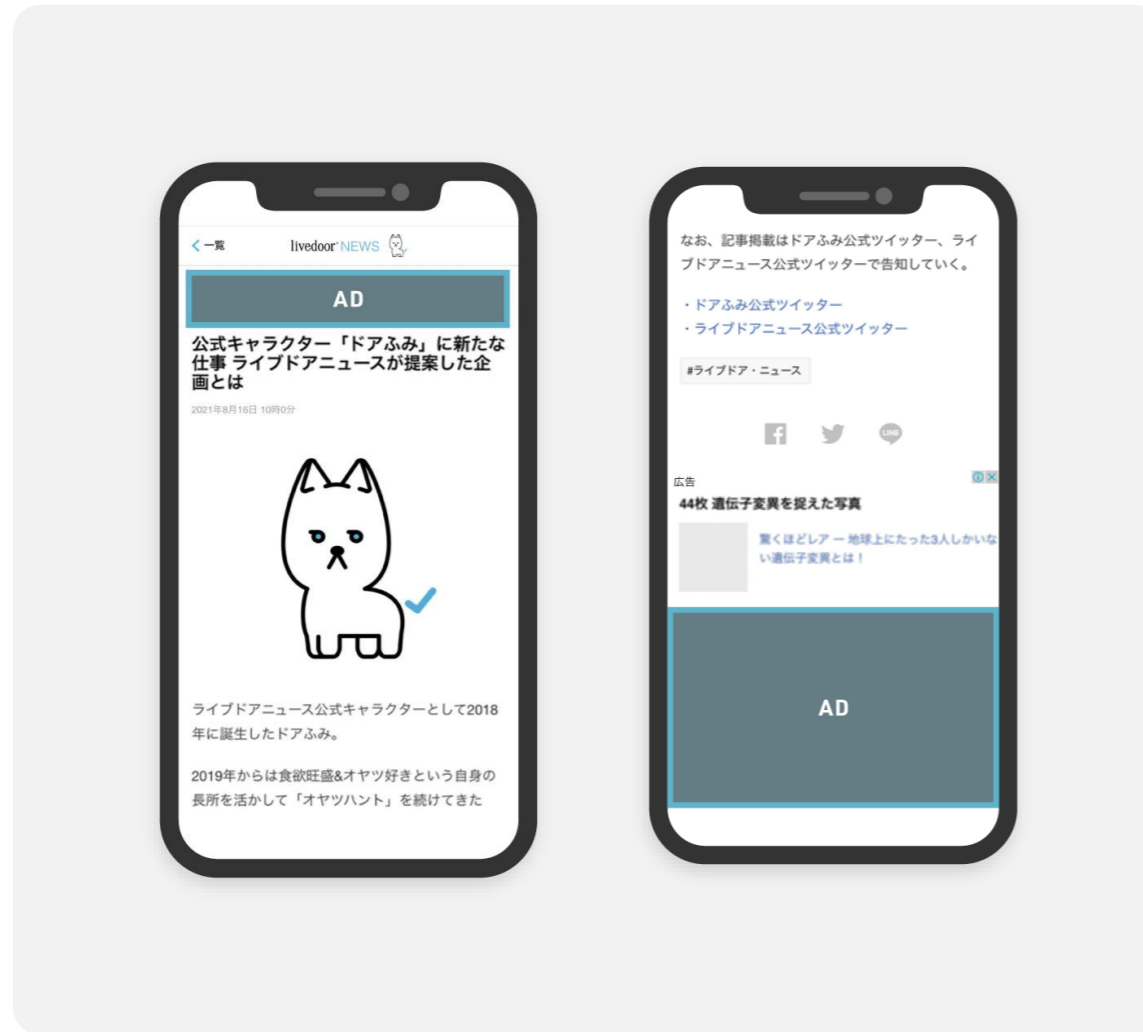 一覧
livedoor NEWS
AD
公式キャラクター「ドアふみ」に新たな
仕事 ライブドアニュースが提案した企
画とは
2021年8月16日 10時0分
ライブドアニュース公式キャラクターとして2018
年に誕生したドアふみ。
2019年からは食欲旺盛&オヤツ好きという自身の
長所を活かして「オヤツハント」を続けてきた
なお、記事掲載はドアふみ公式ツイッター、ライ
ブドアニュース公式ツイッターで告知していく。
・ドアふみ公式ツイッター
・ライブドアニュース公式ツイッター
#ライブドア・ニュース
LINE
広告
44枚 遺伝子変異を捉えた写真
驚くほどレア ー 地球上にたった3人しかいな
い遺伝子変異とは！
AD